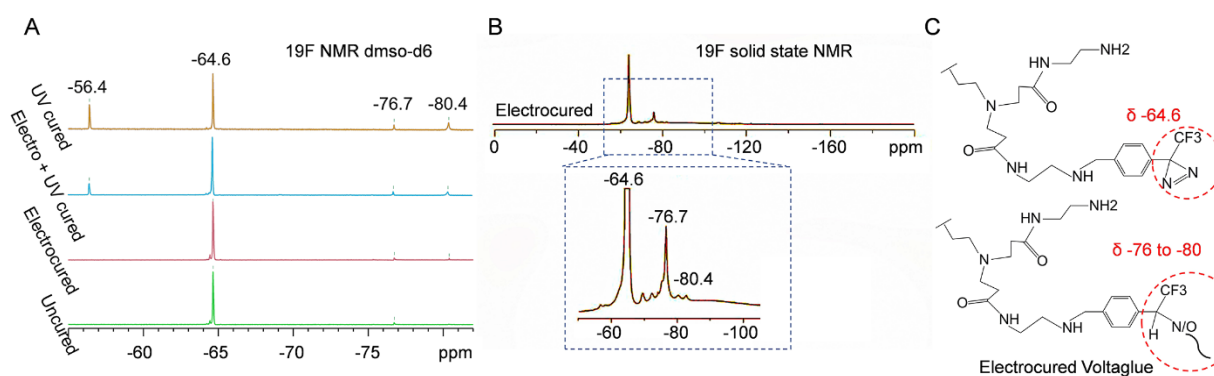 A
19F NMR dmso-d6
-56.4
-64.6
-76.7
-80.4
UV cured
Electro + UV cured
Electrocured
Uncured
-60
-65
-70
-75
ppm
B
19F solid state NMR
Electrocured
0
-40
-80
-120
-160
ppm
-64.6
-76.7
-80.4
-60
-80
-100
C
NH2
HN
O
N
δ -64.6
CF3
O
N
H
NH
N
N
NH2
HN
O
N
δ -76 to -80
CF3
O
N
H
NH
H
N/O
Electrocured Voltaglue